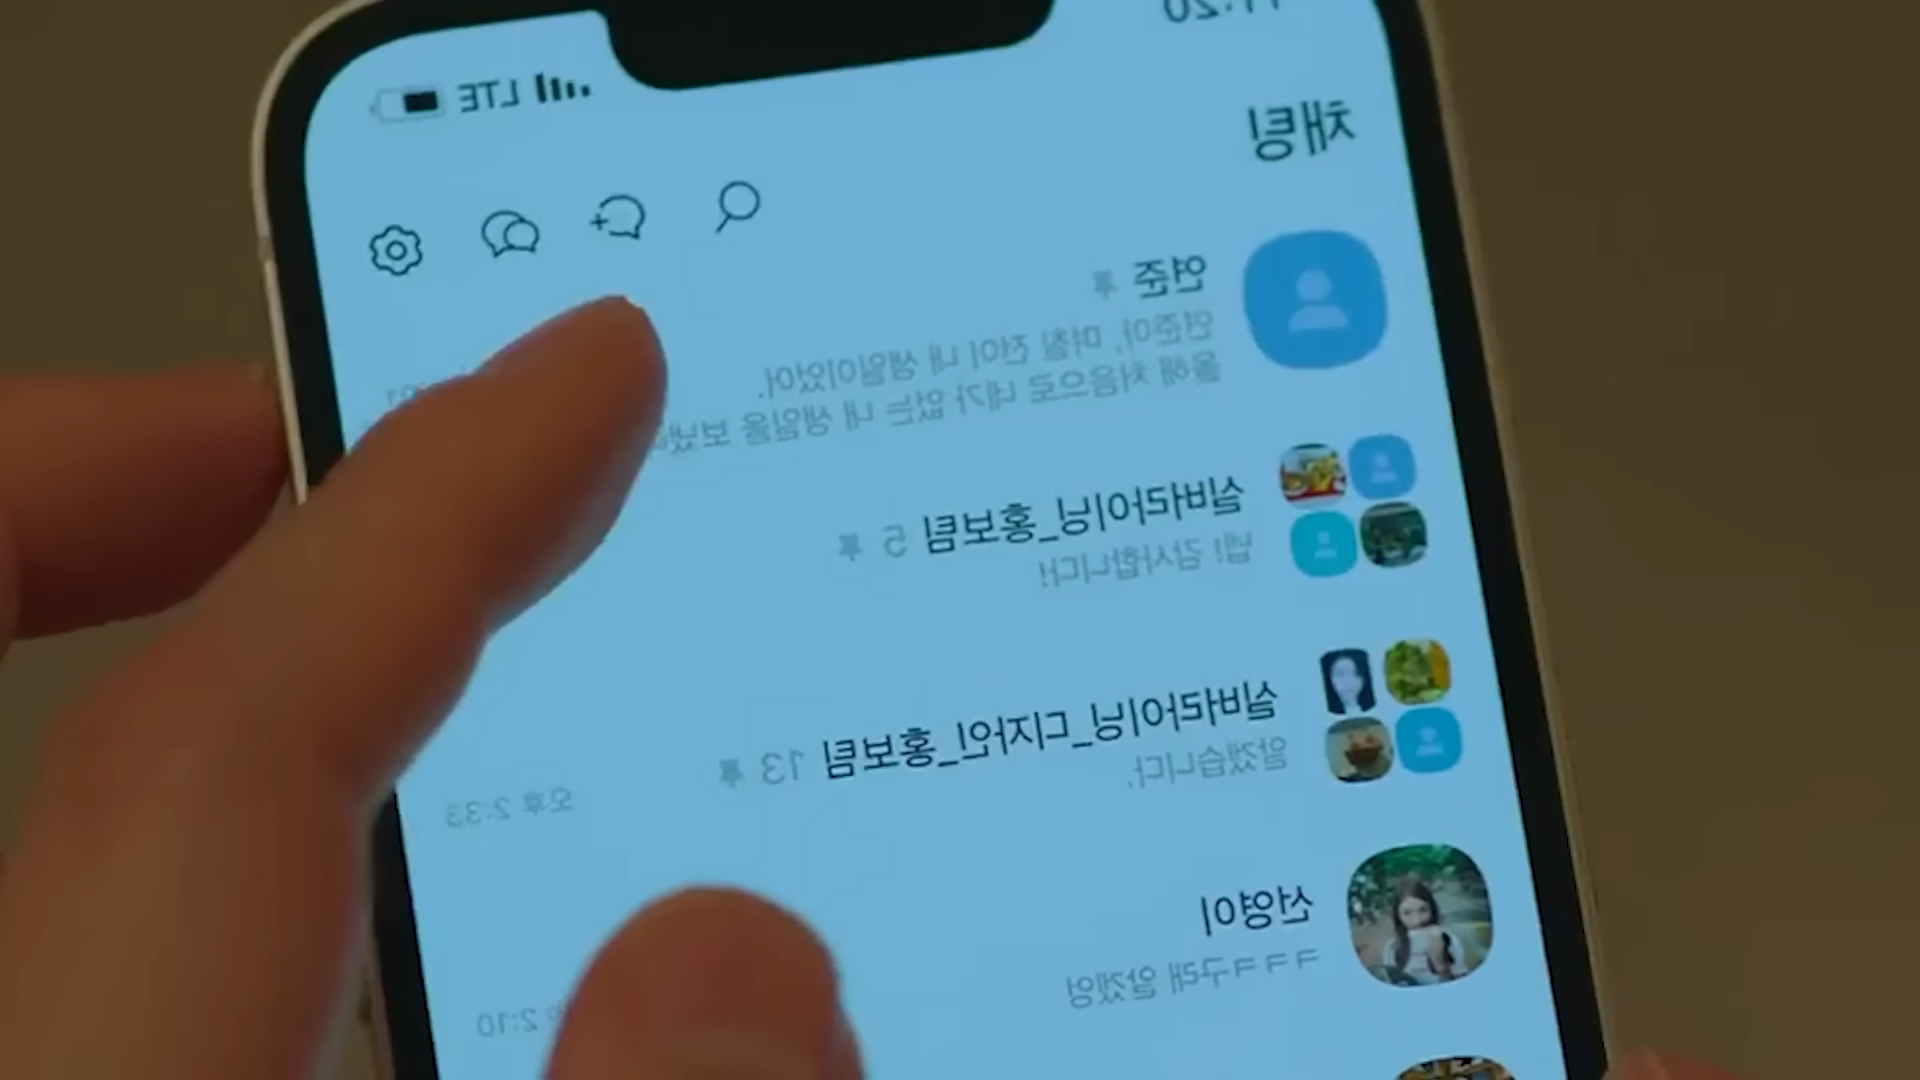 LTE
채팅
연준
연준아, 며칠 전이 내 생일이었어.
올해 처음으로 네가 없는 내 생일을 보냈
실버라이닝_홍보팀 5
넵! 감사합니다!
실버라이닝_디자인_홍보팀 13
알겠습니다.
오후 2:33
선영이
ㅋㅋㅋ구래 알겠엉
2:10